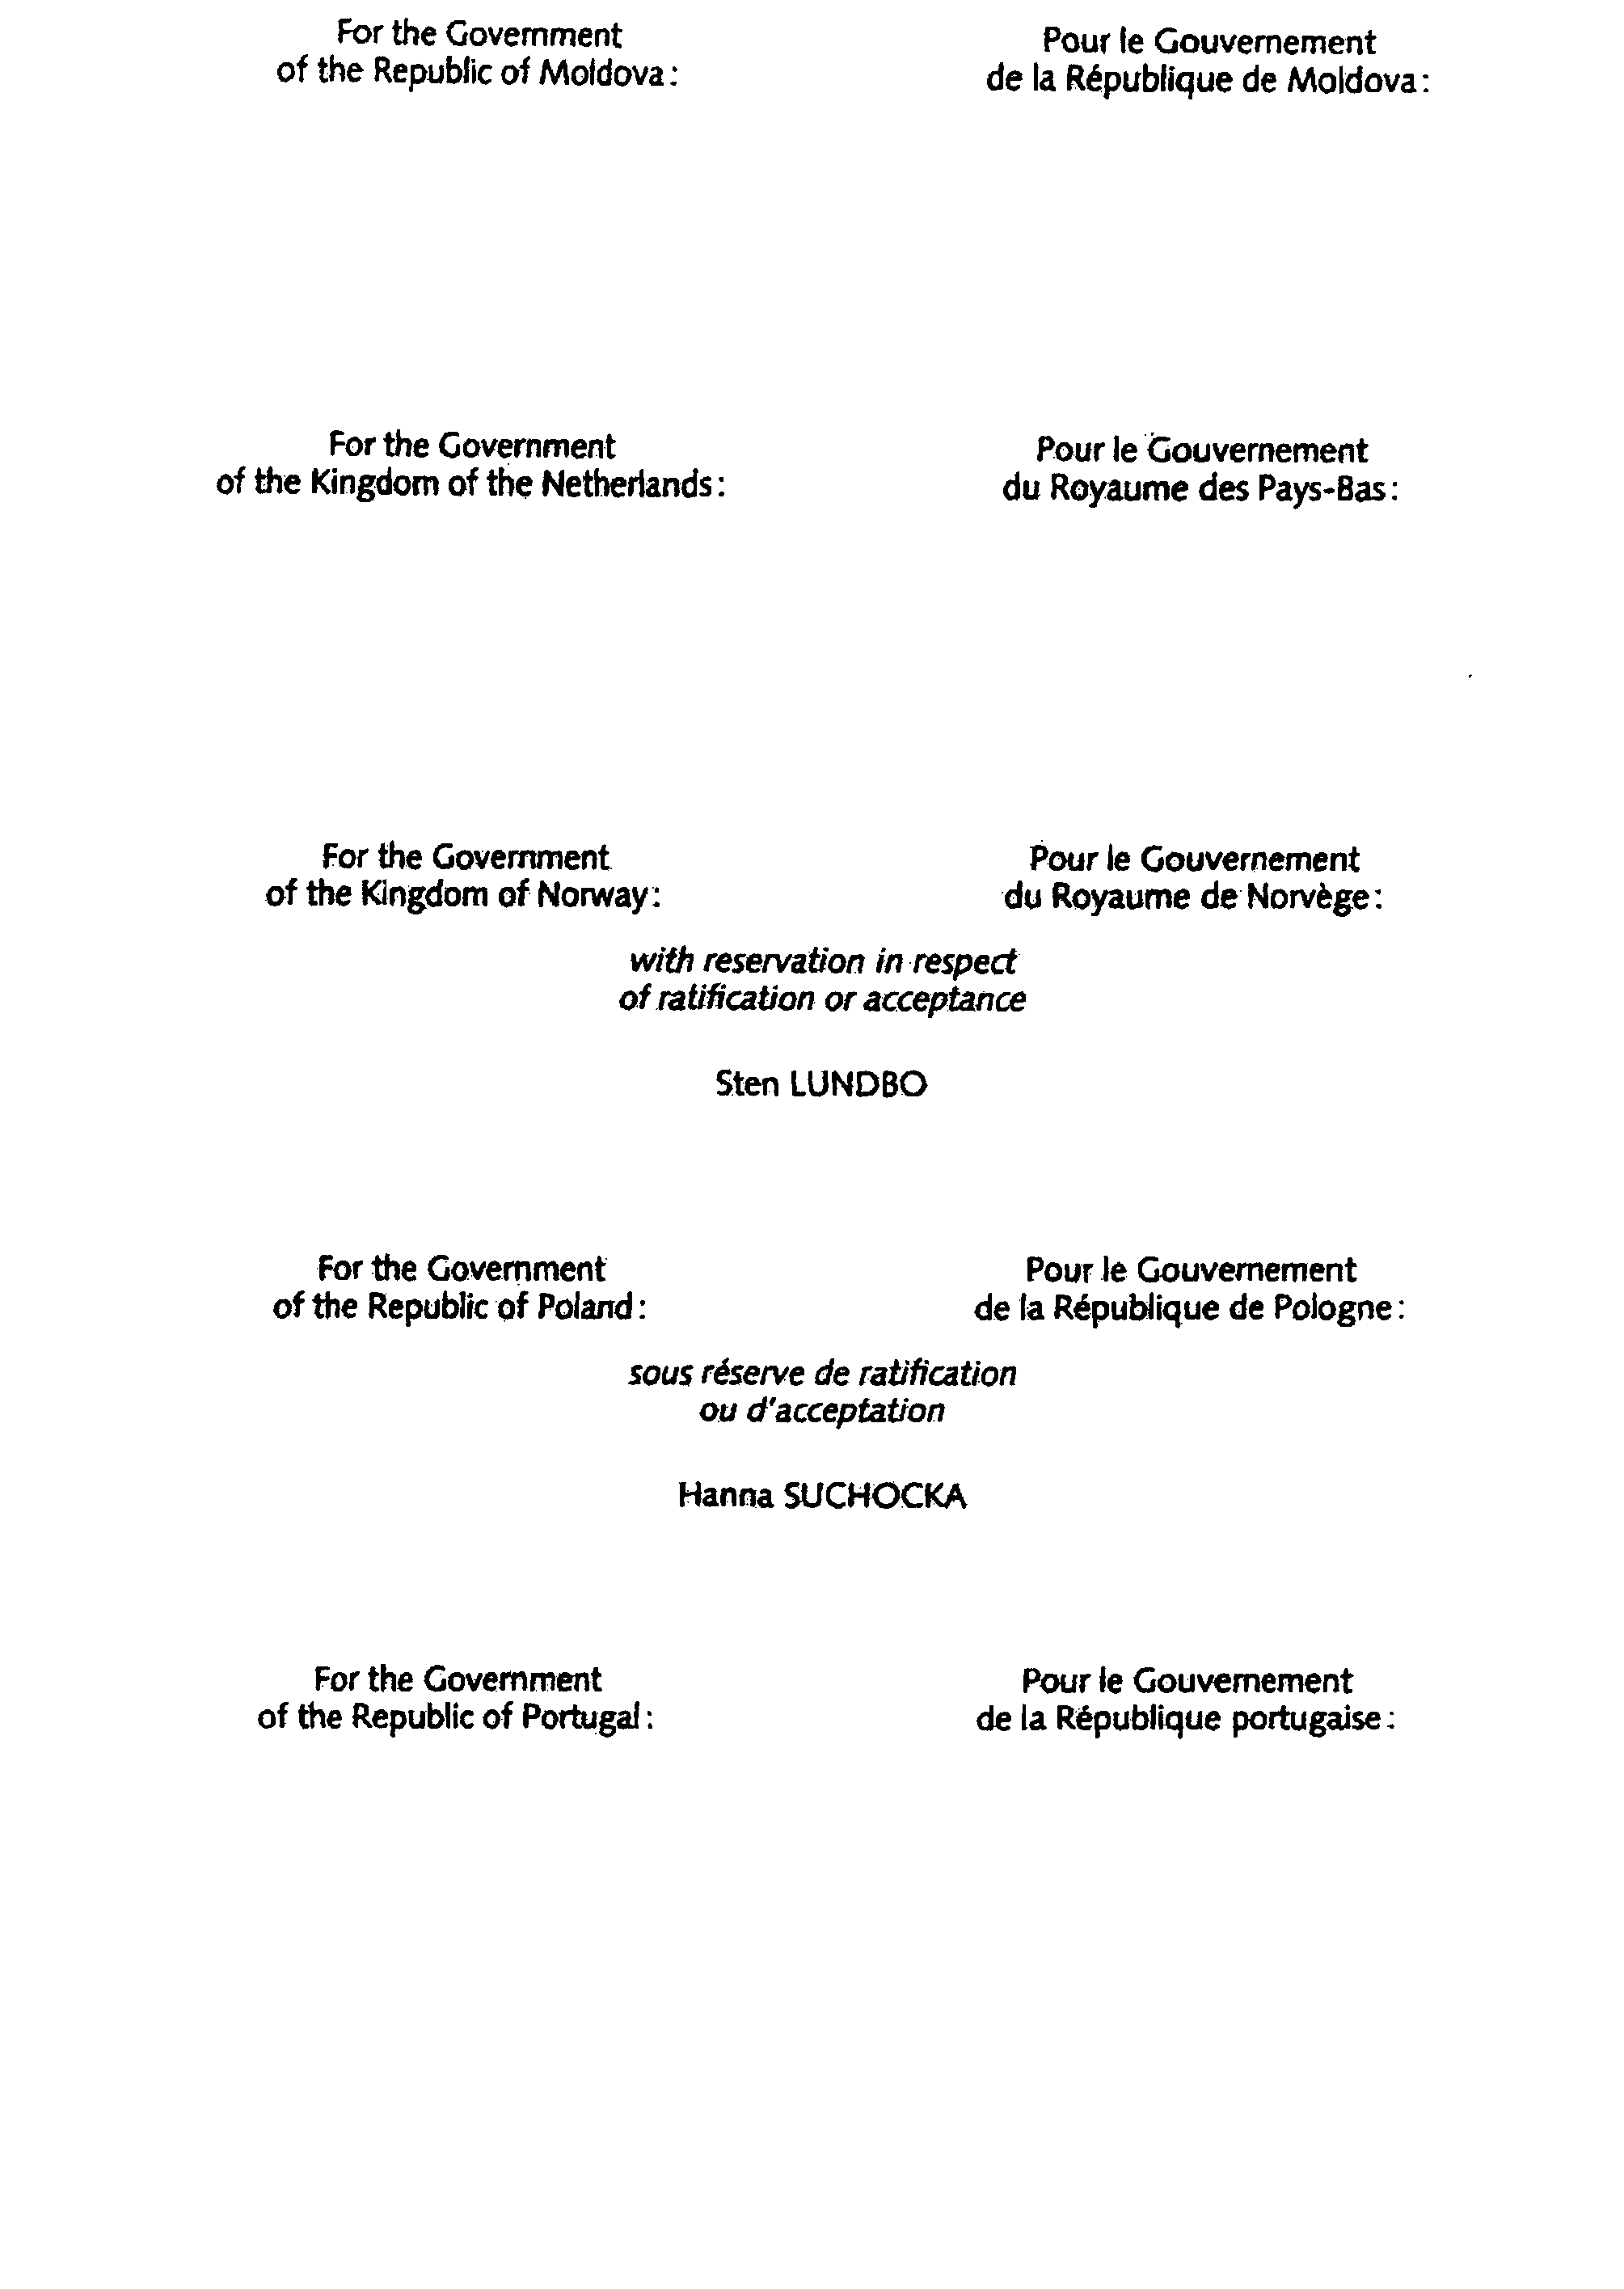 For the Government
of the Republic of Moldova:
Pour le Gouvernement
de la République de Moldova:
For the Government
of the Kingdom of the Netherlands:
Pour le Gouvernement
du Royaume des Pays-Bas:
For the Government
of the Kingdom of Norway:
Pour le Gouvernement
du Royaume de Norvège:
with reservation in respect
of ratification or acceptance
Sten LUNDBO
For the Government
of the Republic of Poland:
Pour le Gouvernement
de la République de Pologne:
sous réserve de ratification
ou d'acceptation
Hanna SUCHOCKA
For the Government
of the Republic of Portugal:
Pour le Gouvernement
de la République portugaise: